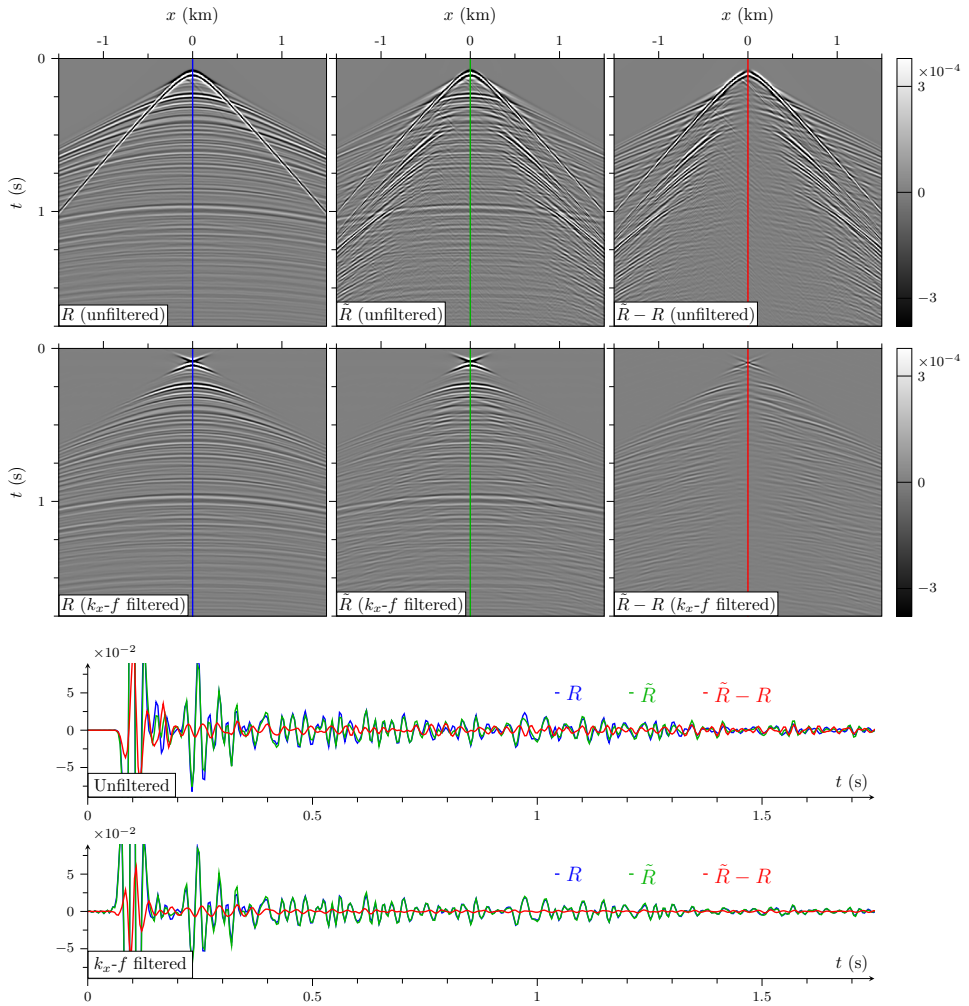 x (km) x (km) x (km)
-1 0 1 -1 0 1 -1 0 1
0
1
t (s)
×10⁻⁴
3
0
−3
R (unfiltered) R̃ (unfiltered) R̃ − R (unfiltered)
0
1
t (s)
×10⁻⁴
3
0
−3
R (kₓ-f filtered) R̃ (kₓ-f filtered) R̃ − R (kₓ-f filtered)
×10⁻²
5
0
−5
R R̃ R̃ − R
Unfiltered
t (s)
0 0.5 1 1.5
×10⁻²
5
0
−5
R R̃ R̃ − R
kₓ-f filtered
t (s)
0 0.5 1 1.5